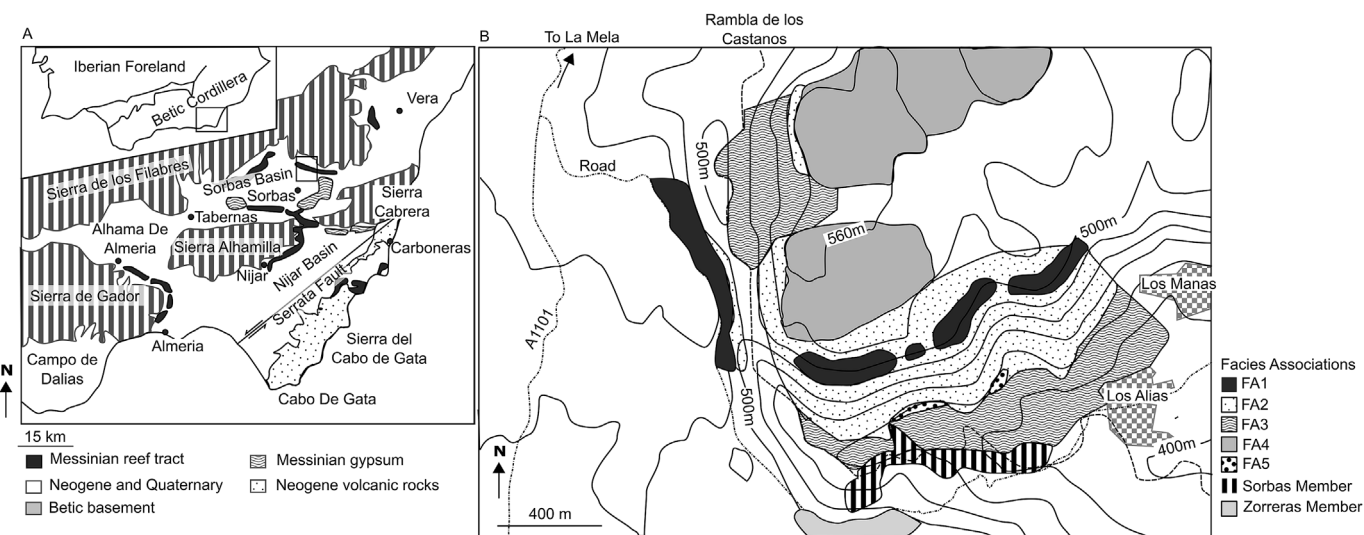 A
Iberian Foreland
Betic Cordillera
Vera
Sierra de los Filabres
Sorbas Basin
Sorbas
Sierra
Cabrera
Tabernas
Alhama De
Almeria
Sierra Alhamilla
Carboneras
Nijar
Nijar Basin
Serrata Fault
Sierra de Gador
Almeria
Sierra del
Cabo de Gata
Campo de
Dalias
Cabo De Gata
N
15 km
Messinian reef tract
Messinian gypsum
Neogene and Quaternary
Neogene volcanic rocks
Betic basement
B
To La Mela
Rambla de los
Castanos
Road
500m
560m
500m
Los Manas
A1101
500m
Los Alias
400m
N
400 m
Facies Associations
FA1
FA2
FA3
FA4
FA5
Sorbas Member
Zorreras Member